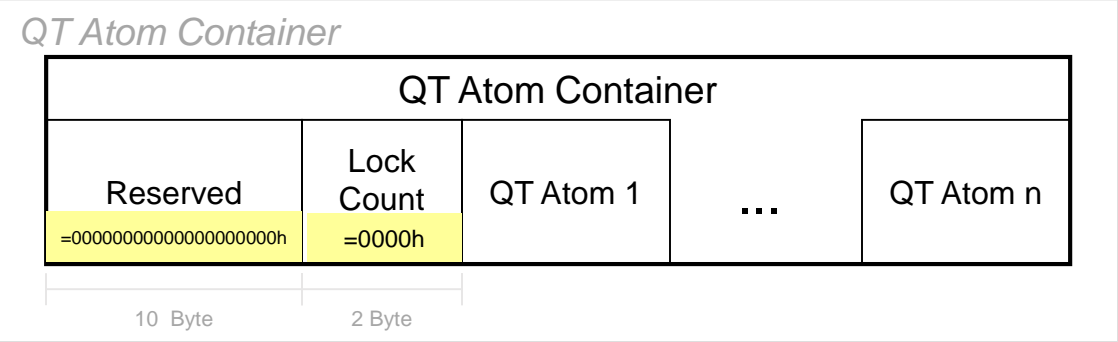 QT Atom Container
QT Atom Container
Reserved
Lock
Count
QT Atom 1
...
QT Atom n
=00000000000000000000h
=0000h
10 Byte
2 Byte